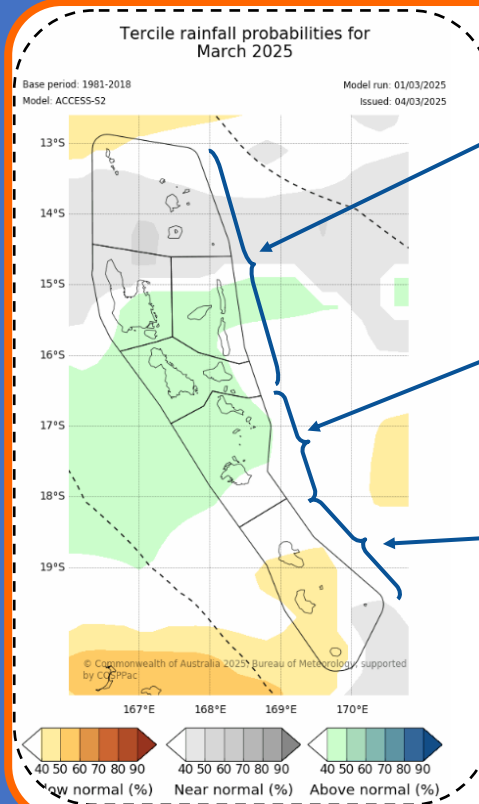 Tercile rainfall probabilities for
March 2025
Base period: 1981-2018
Model: ACCESS-S2
Model run: 01/03/2025
Issued: 04/03/2025
13°S
14°S
15°S
16°S
17°S
18°S
19°S
© Commonwealth of Australia 2025, Bureau of Meteorology, supported
by COSPPac
167°E 168°E 169°E 170°E
40 50 60 70 80 90 40 50 60 70 80 90 40 50 60 70 80 90
low normal (%) Near normal (%) Above normal (%)